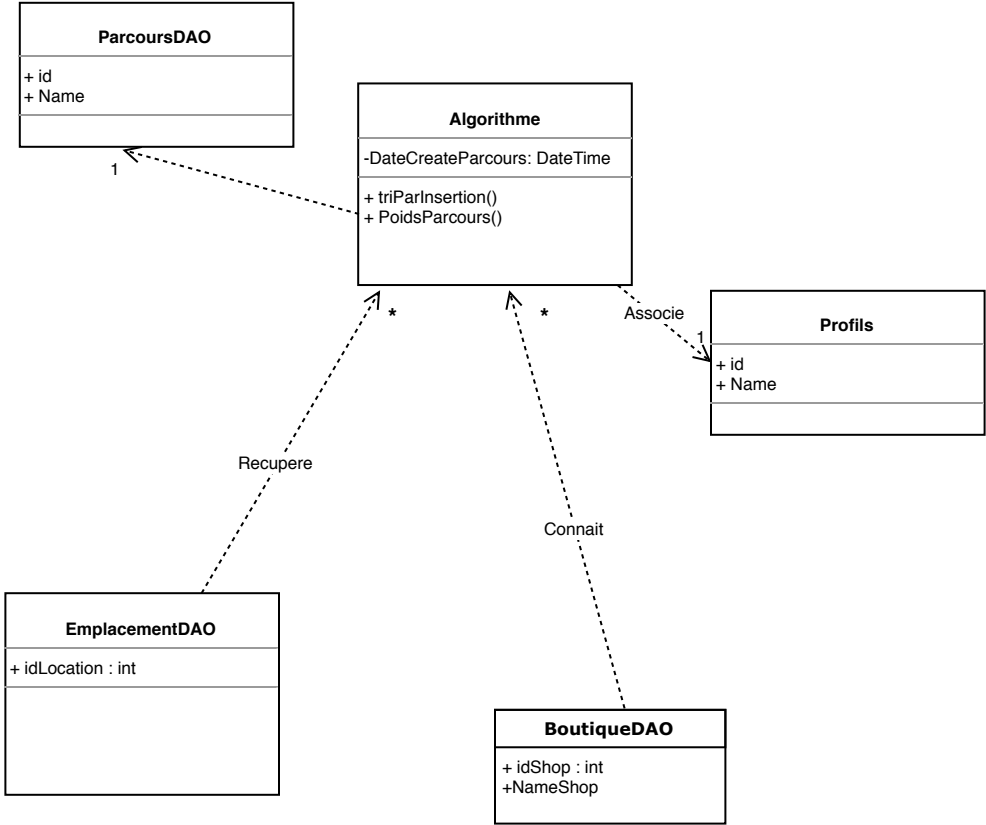 ParcoursDAO
+ id
+ Name
1
Algorithme
-DateCreateParcours: DateTime
+ triParInsertion()
+ PoidsParcours()
*
*
Associe
1
Profils
+ id
+ Name
Recupere
Connait
EmplacementDAO
+ idLocation : int
BoutiqueDAO
+ idShop : int
+NameShop